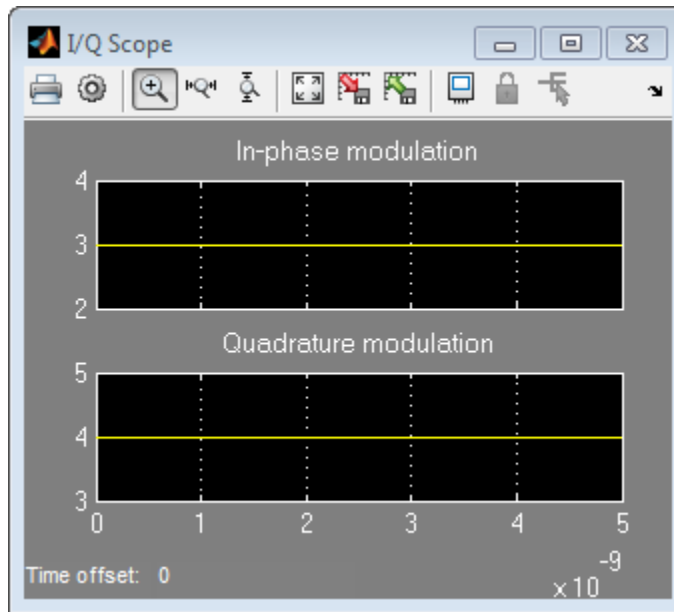 I/Q Scope
In-phase modulation
4
3
2
Quadrature modulation
5
4
3
0 1 2 3 4 5
Time offset: 0
x 10 -9